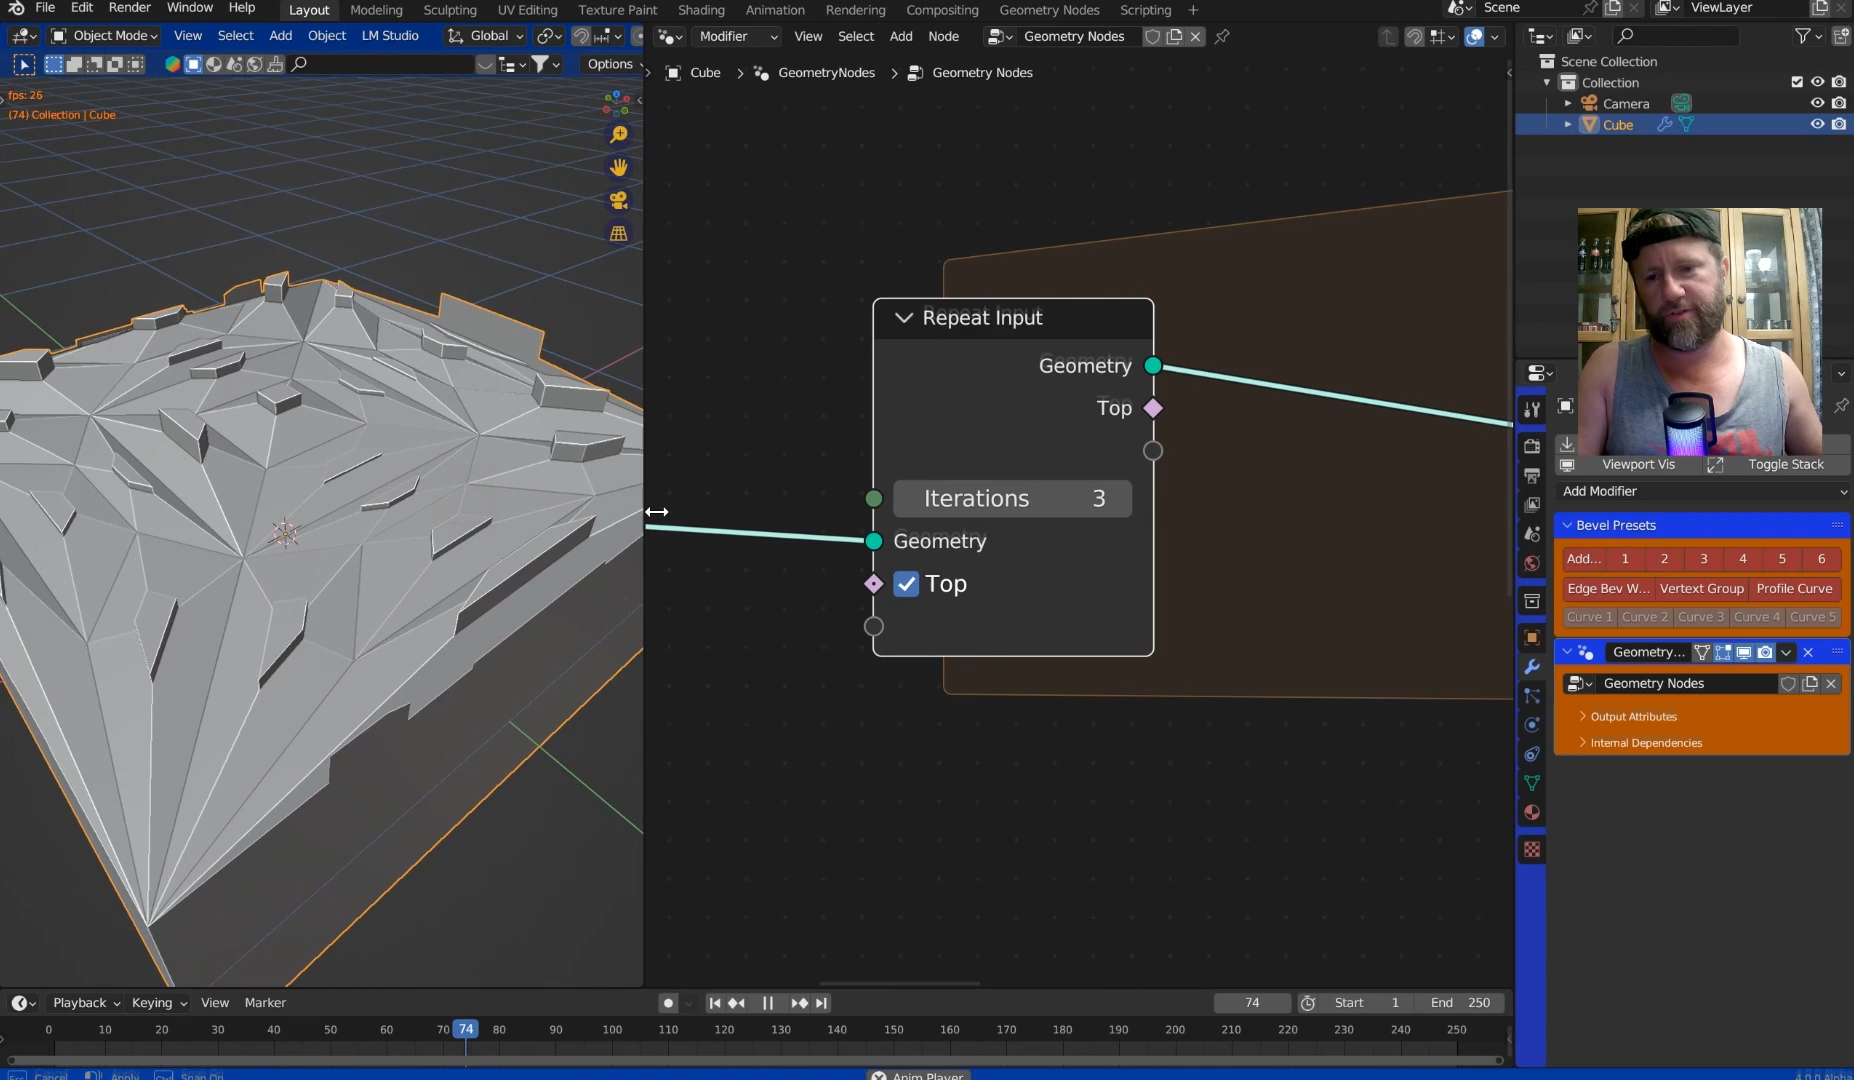 File Edit Render Window Help Layout Modeling Sculpting UV Editing Texture Paint Shading Animation Rendering Compositing Geometry Nodes Scripting + Scene ViewLayer
Object Mode View Select Add Object LM Studio Global Modifier View Select Add Node Geometry Nodes
Options
Cube > GeometryNodes > Geometry Nodes
Scene Collection
Collection
Camera
Cube
fps: 26
(74) Collection | Cube
Repeat Input
Geometry
Top
Iterations 3
Geometry
Top
Viewport Vis Toggle Stack
Add Modifier
Bevel Presets
Add... 1 2 3 4 5 6
Edge Bev W... Vertext Group Profile Curve
Curve 1 Curve 2 Curve 3 Curve 4 Curve 5
Geometry...
Geometry Nodes
Output Attributes
Internal Dependencies
Playback Keying View Marker 74 Start 1 End 250
0 10 20 30 40 50 60 70 74 80 90 100 110 120 130 140 150 160 170 180 190 200 210 220 230 240 250
Esc Cancel Apply Ctrl Snap On Anim Player 4.0.0 Alpha